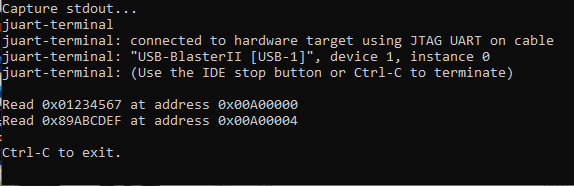 Capture stdout...
juart-terminal
juart-terminal: connected to hardware target using JTAG UART on cable
juart-terminal: "USB-BlasterII [USB-1]", device 1, instance 0
juart-terminal: (Use the IDE stop button or Ctrl-C to terminate)
Read 0x01234567 at address 0x00A00000
Read 0x89ABCDEF at address 0x00A00004
Ctrl-C to exit.